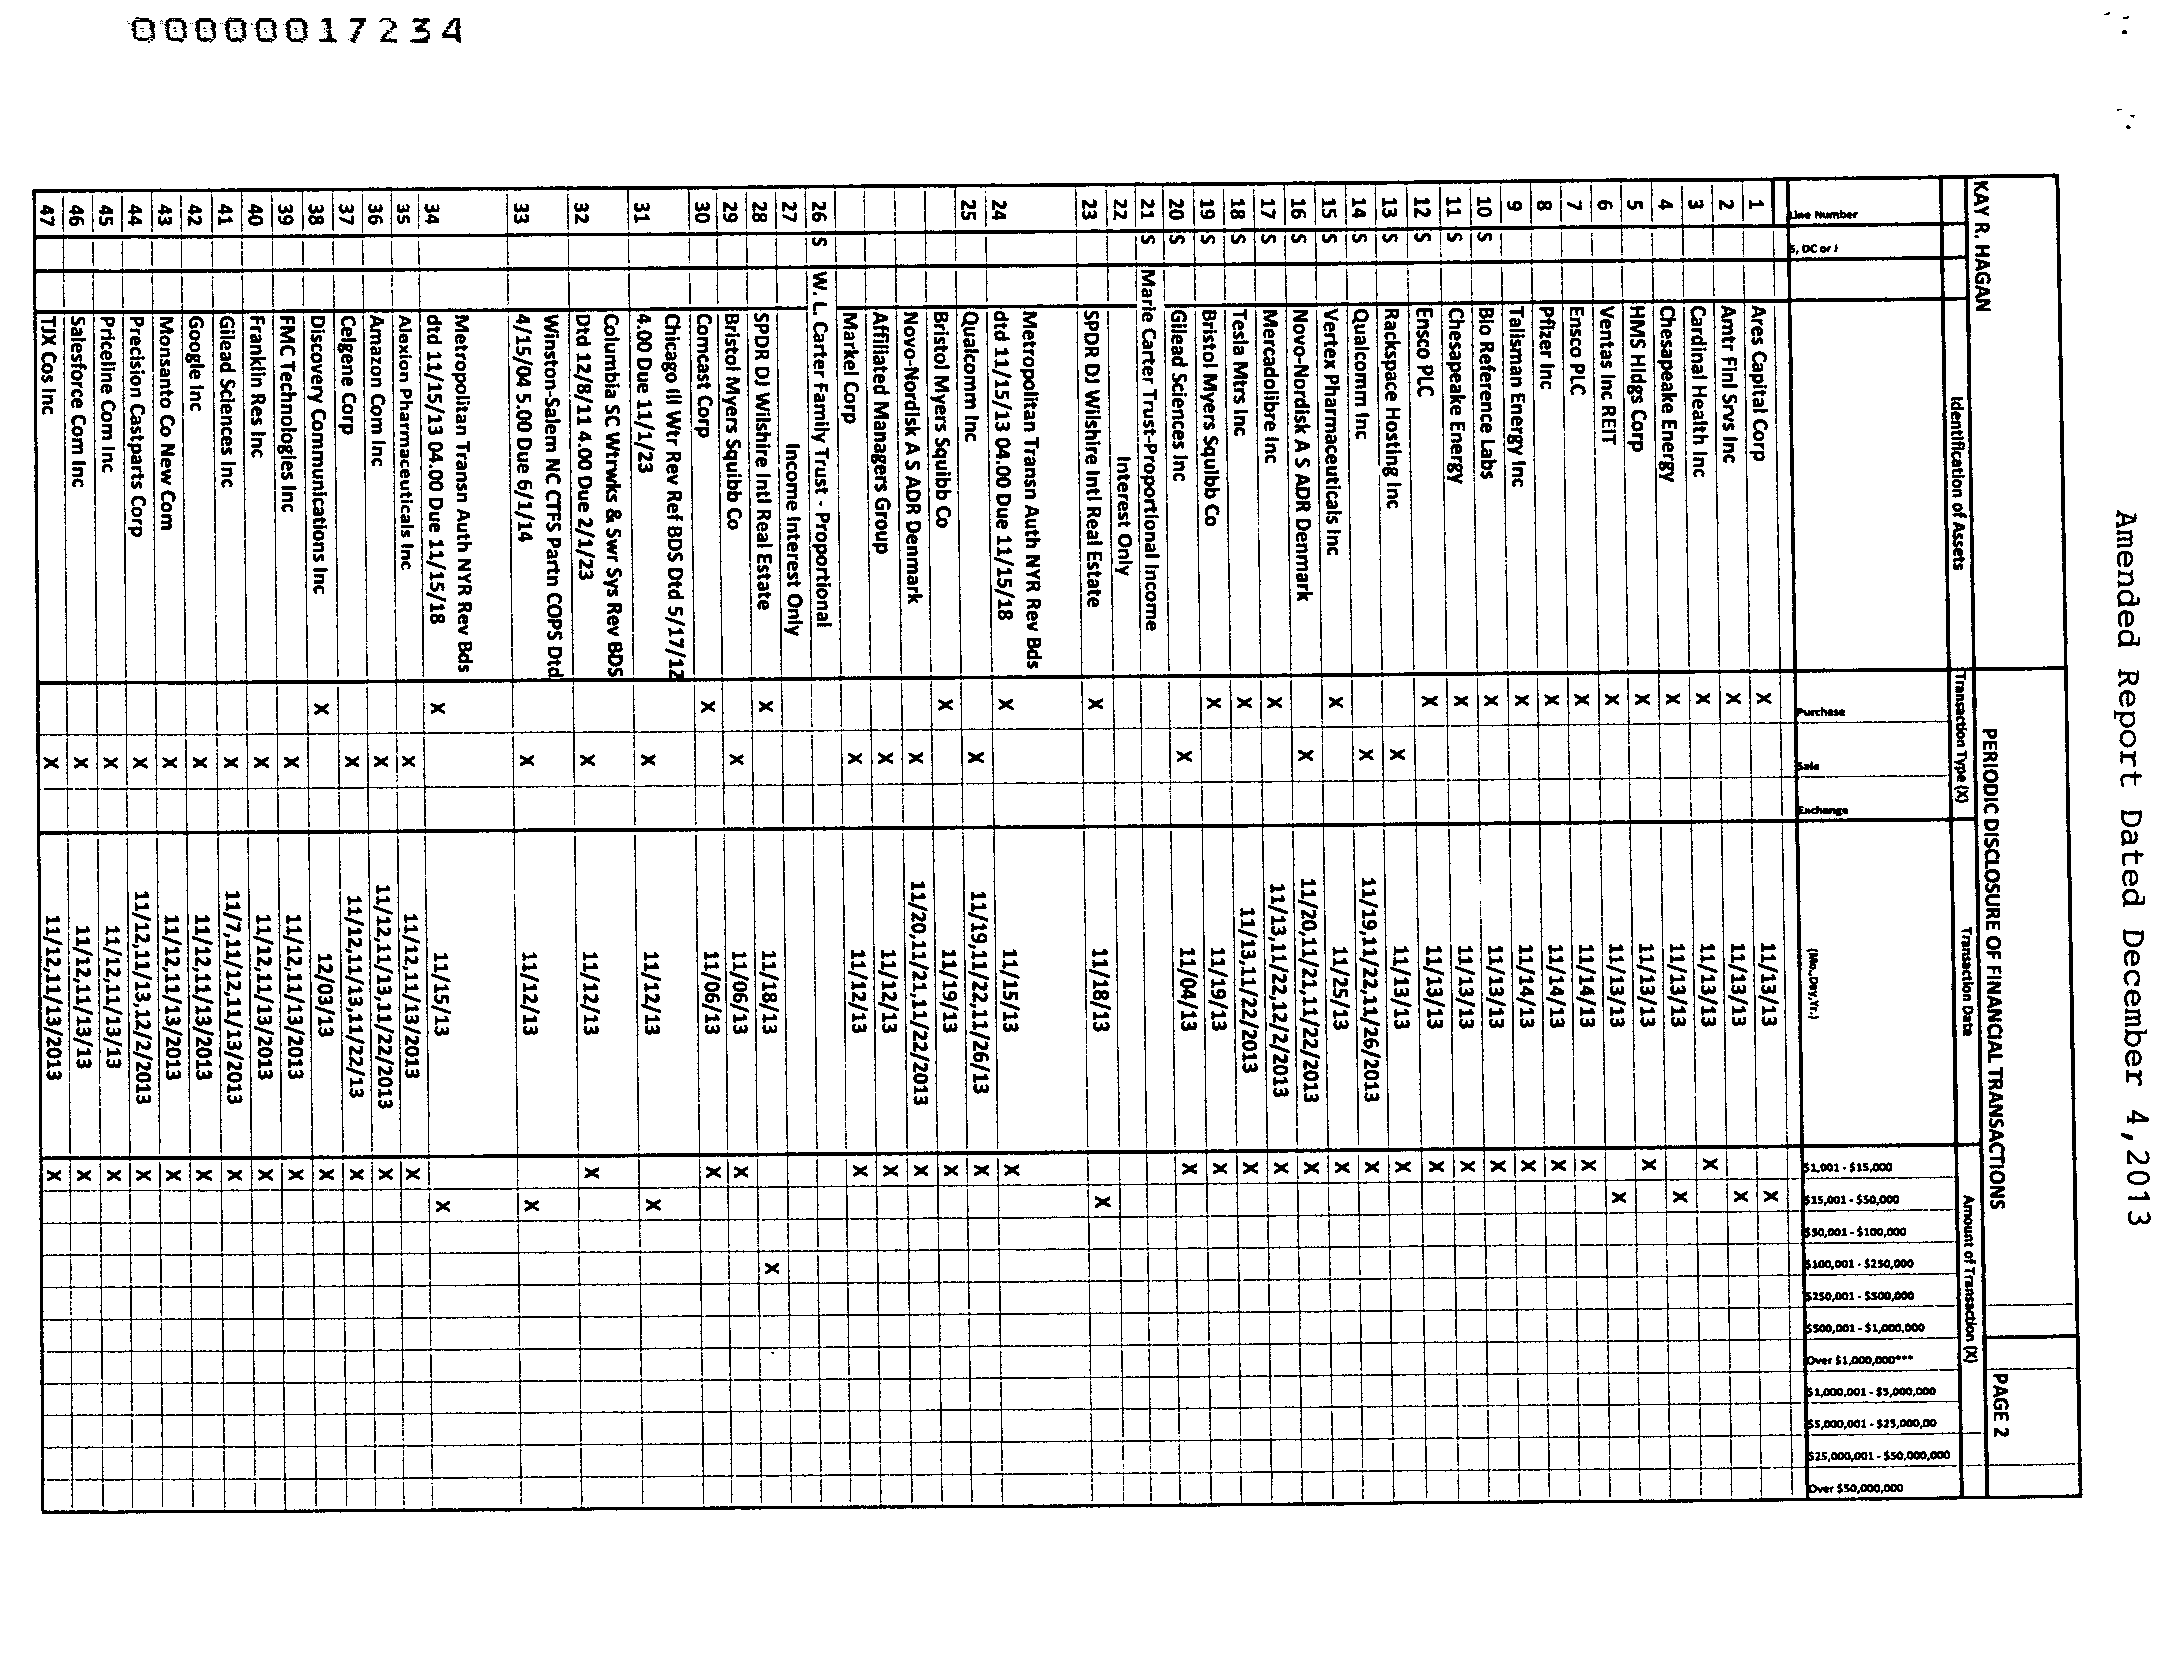 00000017234
Amended Report Dated December 4,2013
KAY R. HAGAN PERIODIC DISCLOSURE OF FINANCIAL TRANSACTIONS PAGE 2
Identification of Assets Transaction Type (X) Transaction Date Amount of Transaction (X)
Line Number
S, DC or J
Purchase
Sale
Exchange
(Mo.,Day,Yr.)
$1,001 - $15,000
$15,001 - $50,000
$50,001 - $100,000
$100,001 - $250,000
$250,001 - $500,000
$500,001 - $1,000,000
Over $1,000,000***
$1,000,001 - $5,000,000
$5,000,001 - $25,000,00
$25,000,001 - $50,000,000
Over $50,000,000
1 Ares Capital Corp X 11/13/13 X
2 Amtr Finl Srvs Inc X 11/13/13 X
3 Cardinal Health Inc X 11/13/13 X
4 Chesapeake Energy X 11/13/13 X
5 HMS Hldgs Corp X 11/13/13 X
6 Ventas Inc REIT X 11/13/13 X
7 Ensco PLC X 11/14/13 X
8 Pfizer Inc X 11/14/13 X
9 Talisman Energy Inc X 11/14/13 X
10 S Bio Reference Labs X 11/13/13 X
11 S Chesapeake Energy X 11/13/13 X
12 S Ensco PLC X 11/13/13 X
13 S Rackspace Hosting Inc X 11/13/13 X
14 S Qualcomm Inc X 11/19,11/22,11/26/2013 X
15 S Vertex Pharmaceuticals Inc X 11/25/13 X
16 S Novo-Nordisk A S ADR Denmark X 11/20,11/21,11/22/2013 X
17 S Mercadolibre Inc X 11/13,11/22,12/2/2013 X
18 S Tesla Mtrs Inc X 11/13,11/22/2013 X
19 S Bristol Myers Squibb Co X 11/19/13 X
20 S Gilead Sciences Inc X 11/04/13 X
21 S Marie Carter Trust-Proportional Income
22 Interest Only
23 SPDR DJ Wilshire Intl Real Estate X 11/18/13 X
Metropolitan Transn Auth NYR Rev Bds
24 dtd 11/15/13 04.00 Due 11/15/18 X 11/15/13 X
25 Qualcomm Inc X 11/19,11/22,11/26/13 X
Bristol Myers Squibb Co X 11/19/13 X
Novo-Nordisk A S ADR Denmark X 11/20,11/21,11/22/2013 X
Affiliated Managers Group X 11/12/13 X
Markel Corp X 11/12/13 X
26 S W. L. Carter Family Trust - Proportional
27 Income Interest Only
28 SPDR DJ Wilshire Intl Real Estate X 11/18/13 X
29 Bristol Myers Squibb Co X 11/06/13 X
30 Comcast Corp X 11/06/13 X
Chicago Ill Wtr Rev Ref BDS Dtd 5/17/12
31 4.00 Due 11/1/23 X 11/12/13 X
Columbia SC Wtrwks & Swr Sys Rev BDS
32 Dtd 12/8/11 4.00 Due 2/1/23 X 11/12/13 X
Winston-Salem NC CTFS Partn COPS Dtd
33 4/15/04 5.00 Due 6/1/14 X 11/12/13 X
Metropolitan Transn Auth NYR Rev Bds
34 dtd 11/15/13 04.00 Due 11/15/18 X 11/15/13 X
35 Alexion Pharmaceuticals Inc X 11/12,11/13/2013 X
36 Amazon Com Inc X 11/12,11/13,11/22/2013 X
37 Celgene Corp X 11/12,11/13,11/22/13 X
38 Discovery Communications Inc X 12/03/13 X
39 FMC Technologies Inc X 11/12,11/13/2013 X
40 Franklin Res Inc X 11/12,11/13/2013 X
41 Gilead Sciences Inc X 11/7,11/12,11/13/2013 X
42 Google Inc X 11/12,11/13/2013 X
43 Monsanto Co New Com X 11/12,11/13/2013 X
44 Precision Castparts Corp X 11/12,11/13,12/2/2013 X
45 Priceline Com Inc X 11/12,11/13/13 X
46 Salesforce Com Inc X 11/12,11/13/13 X
47 TJX Cos Inc X 11/12,11/13/2013 X